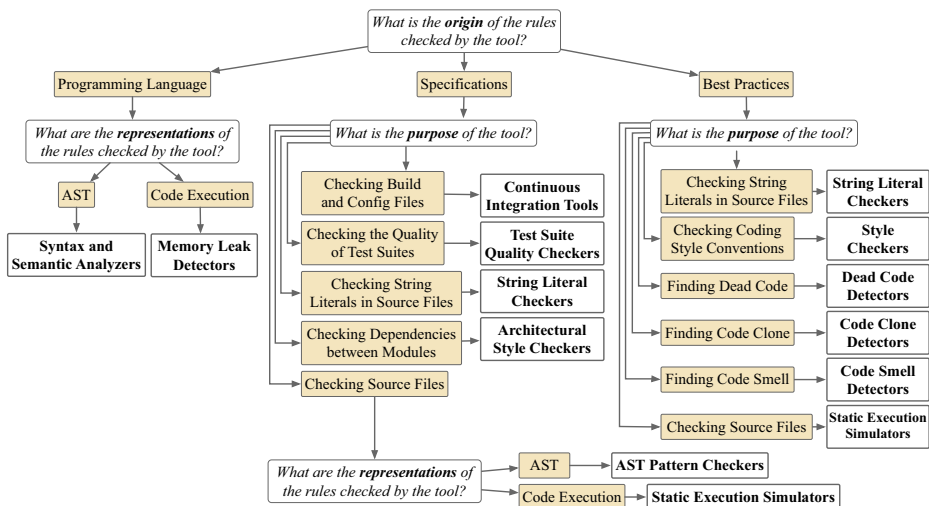 What is the origin of the rules
checked by the tool?
Programming Language
Specifications
Best Practices
What are the representations of
the rules checked by the tool?
What is the purpose of the tool?
What is the purpose of the tool?
AST
Code Execution
Syntax and
Semantic Analyzers
Memory Leak
Detectors
Checking Build
and Config Files
Continuous
Integration Tools
Checking the Quality
of Test Suites
Test Suite
Quality Checkers
Checking String
Literals in Source Files
String Literal
Checkers
Checking Dependencies
between Modules
Architectural
Style Checkers
Checking Source Files
What are the representations of
the rules checked by the tool?
AST
AST Pattern Checkers
Code Execution
Static Execution Simulators
Checking String
Literals in Source Files
String Literal
Checkers
Checking Coding
Style Conventions
Style
Checkers
Finding Dead Code
Dead Code
Detectors
Finding Code Clone
Code Clone
Detectors
Finding Code Smell
Code Smell
Detectors
Checking Source Files
Static Execution
Simulators